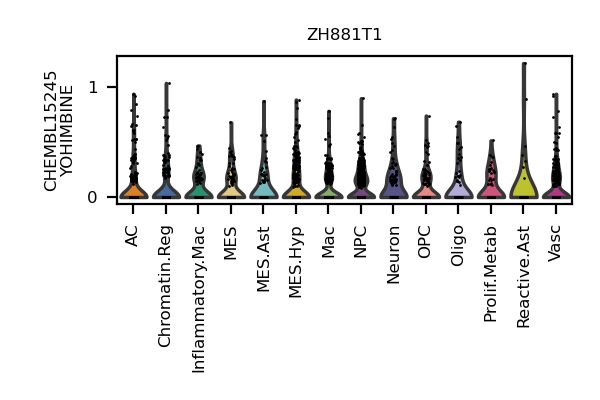 ZH881T1
CHEMBL15245
YOHIMBINE
1
0
AC
Chromatin.Reg
Inflammatory.Mac
MES
MES.Ast
MES.Hyp
Mac
NPC
Neuron
OPC
Oligo
Prolif.Metab
Reactive.Ast
Vasc